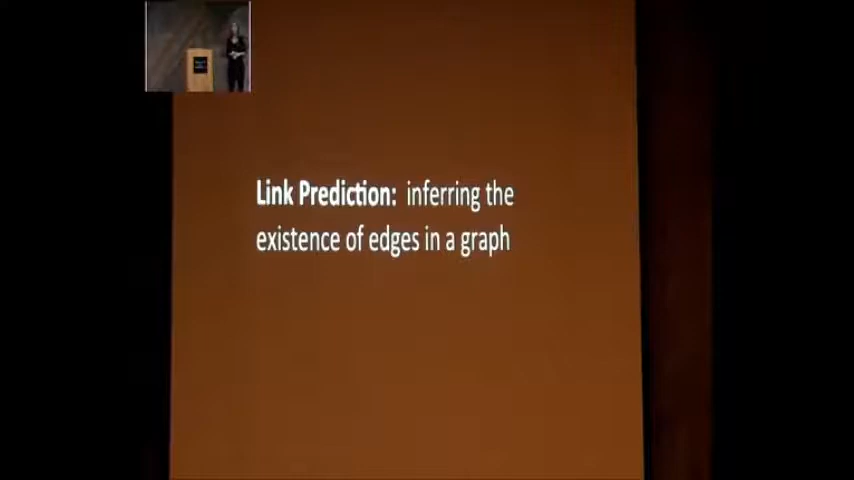 Link Prediction: inferring the
existence of edges in a graph